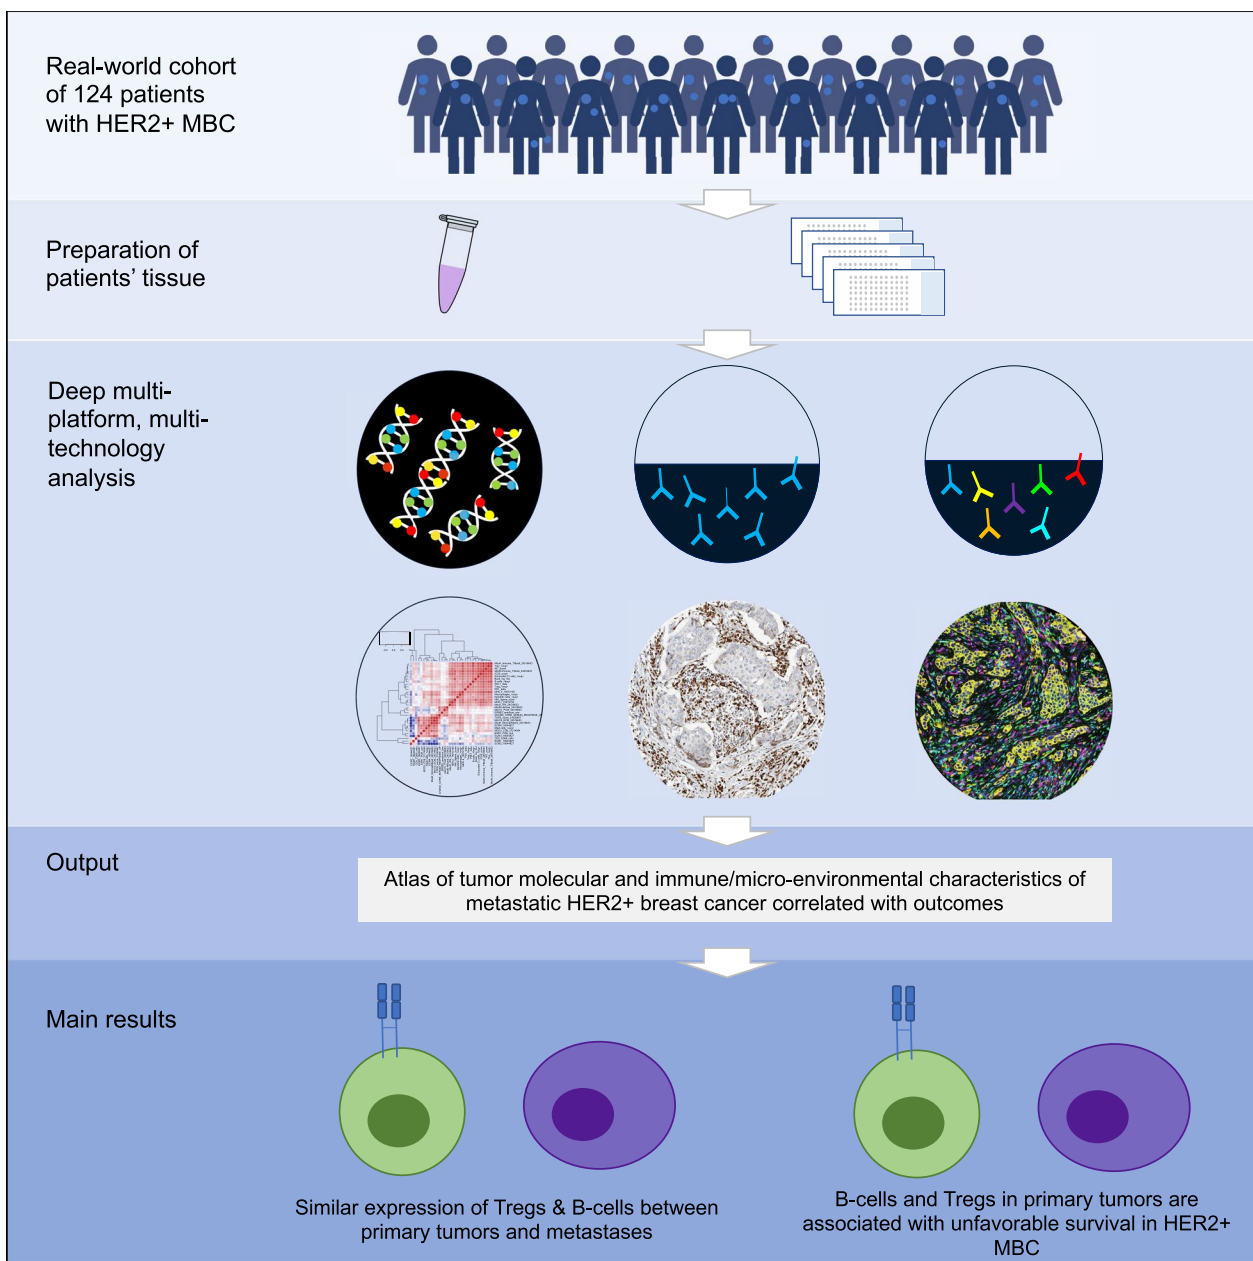 Real-world cohort
of 124 patients
with HER2+ MBC
Preparation of
patients' tissue
Deep multi-
platform, multi-
technology
analysis
Output
Atlas of tumor molecular and immune/micro-environmental characteristics of
metastatic HER2+ breast cancer correlated with outcomes
Main results
Similar expression of Tregs & B-cells between
primary tumors and metastases
B-cells and Tregs in primary tumors are
associated with unfavorable survival in HER2+
MBC